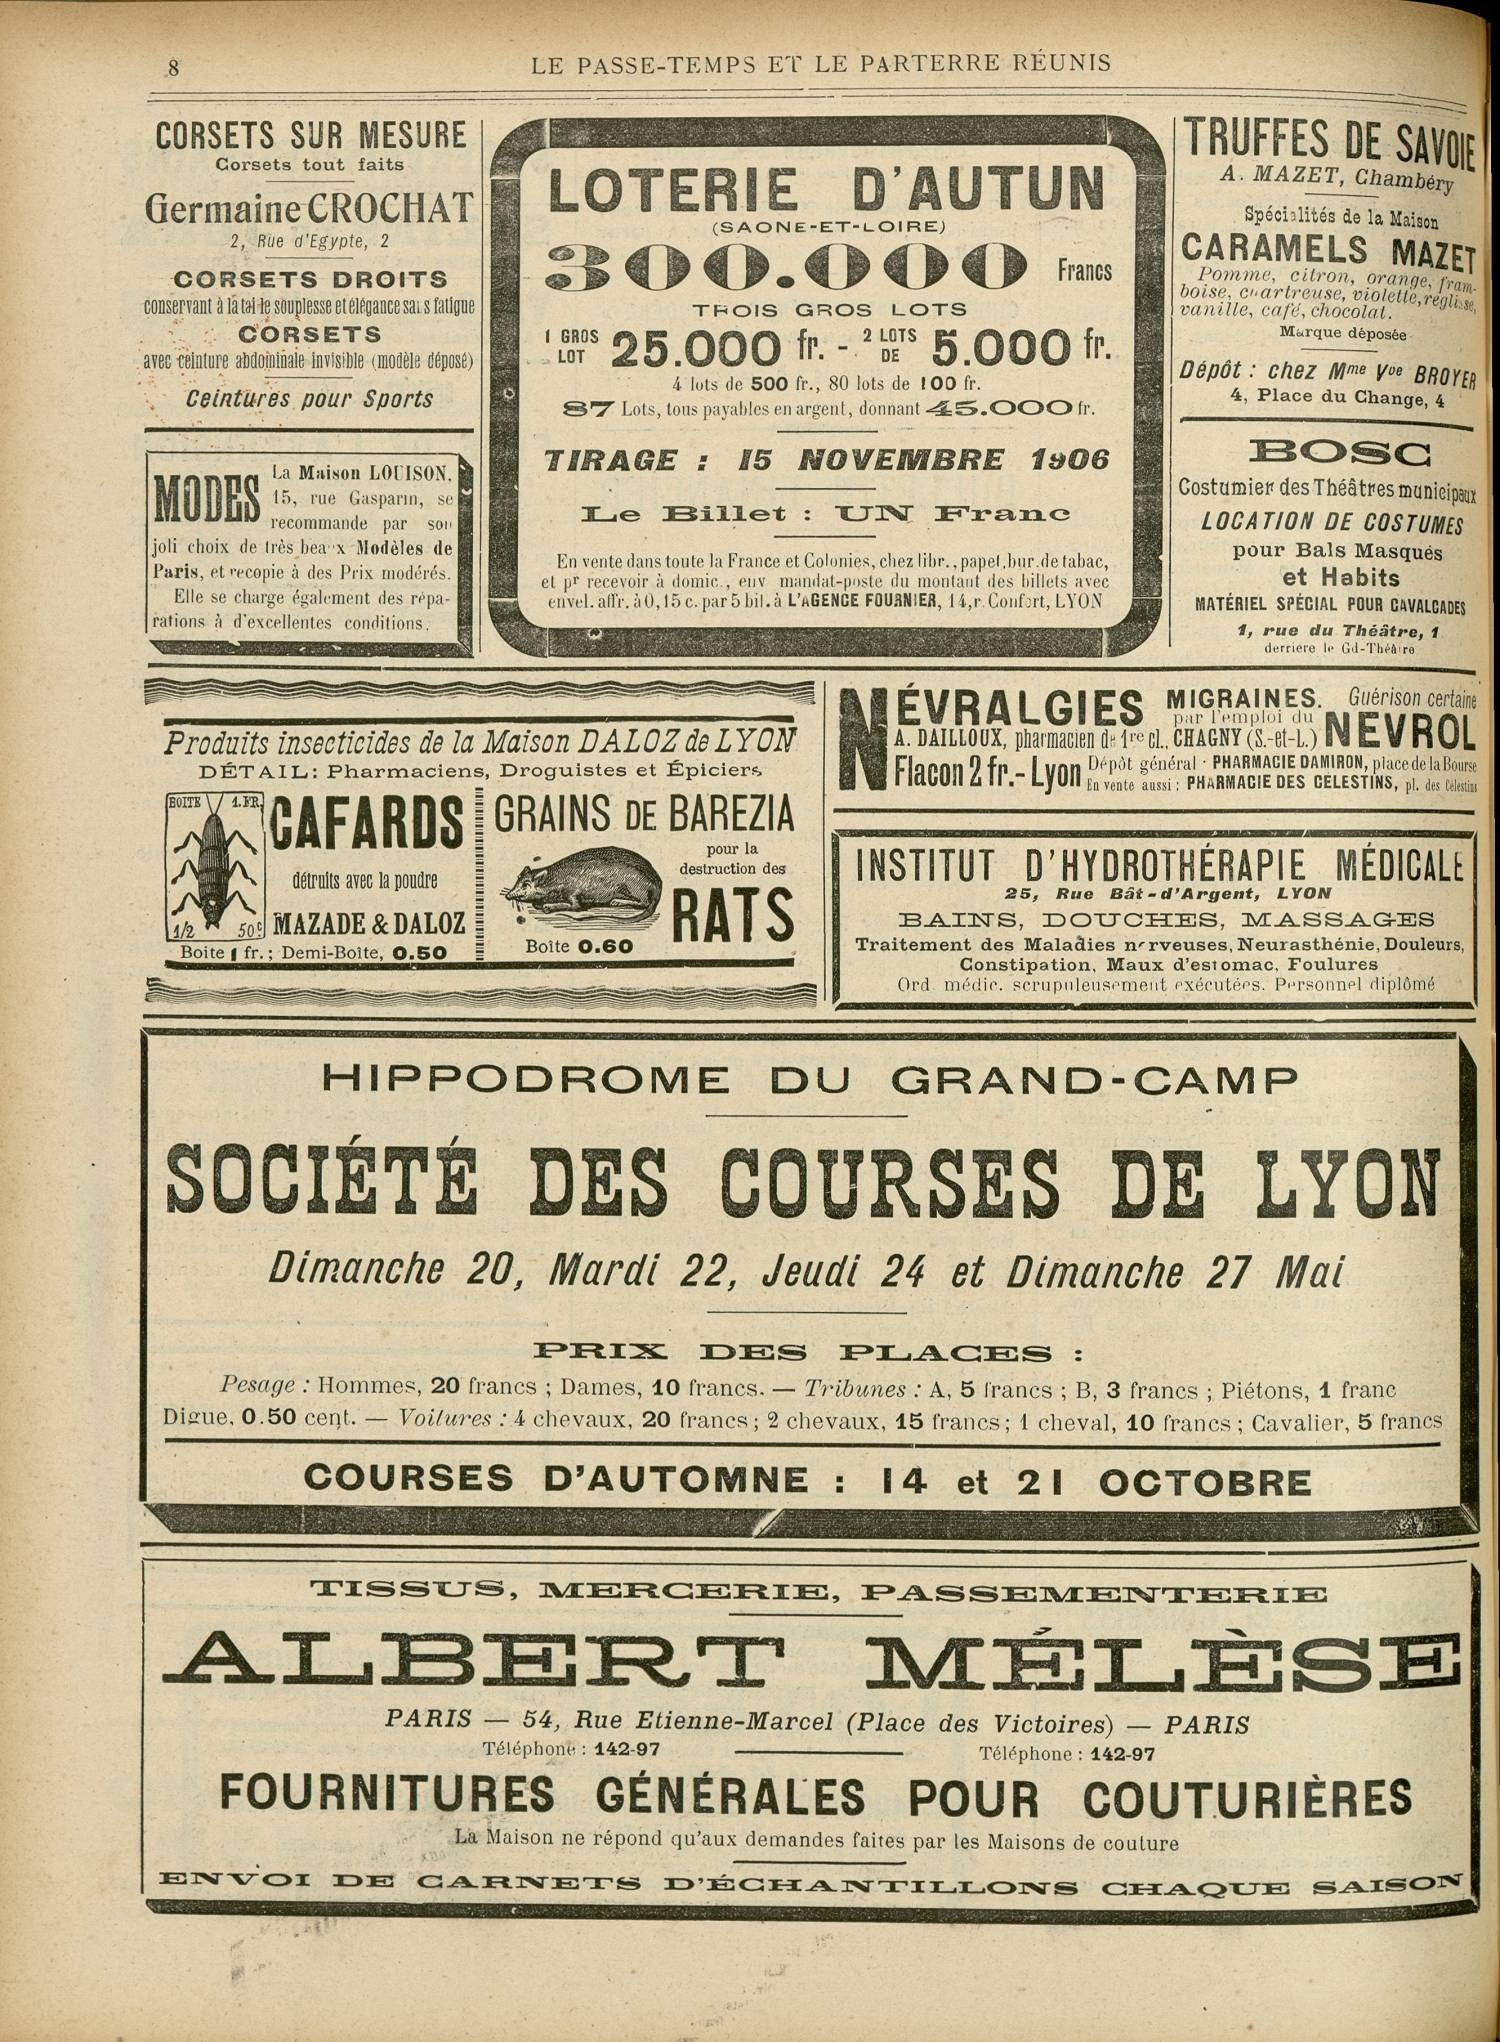 8
LE PASSE-TEMPS ET LE PARTERRE RÉUNIS
CORSETS SUR MESURE
Corsets tout faits
Germaine CROCHAT
2, Rue d'Egypte, 2
CORSETS DROITS
conservant à la taille souplesse et élégance sans fatigue
CORSETS
avec ceinture abdominale invisible (modèle déposé)
Ceintures pour Sports
MODES
La Maison LOUISON,
15, rue Gasparin, se
recommande par son
joli choix de très beaux Modèles de
Paris, et recopie à des Prix modérés.
Elle se charge également des répa-
rations à d'excellentes conditions.
LOTERIE D'AUTUN
(SAONE-ET-LOIRE)
300.000 Francs
TROIS GROS LOTS
1 GROS LOT 25.000 fr. - 2 LOTS DE 5.000 fr.
4 lots de 500 fr., 80 lots de 100 fr.
87 Lots, tous payables en argent, donnant 45.000 fr.
TIRAGE : 15 NOVEMBRE 1906
Le Billet : UN Franc
En vente dans toute la France et Colonies, chez libr., papet., bur. de tabac,
et pr recevoir à domic., env mandat-poste du montant des billets avec
envel. affr. à 0,15 c. par 5 bil. à L'AGENCE FOURNIER, 14, r. Confort, LYON
TRUFFES DE SAVOIE
A. MAZET, Chambéry
Spécialités de la Maison
CARAMELS MAZET
Pomme, citron, orange, fram-
boise, chartreuse, violette, réglisse,
vanille, café, chocolat.
Marque déposée
Dépôt : chez Mme Vve BROYER
4, Place du Change, 4
BOSC
Costumier des Théâtres municipaux
LOCATION DE COSTUMES
pour Bals Masqués
et Habits
MATÉRIEL SPÉCIAL POUR CAVALCADES
1, rue du Théâtre, 1
derrière le Gd-Théâtre
Produits insecticides de la Maison DALOZ de LYON
DÉTAIL: Pharmaciens, Droguistes et Épiciers
BOITE 1. FR.
1/2 50c
CAFARDS
détruits avec la poudre
MAZADE & DALOZ
Boite 1 fr.; Demi-Boîte, 0.50
GRAINS DE BAREZIA
pour la
destruction des
RATS
Boîte 0.60
NÉVRALGIES MIGRAINES. Guérison certaine
par l'emploi du NEVROL
A. DAILLOUX, pharmacien de 1re cl., CHAGNY (S.-et-L.)
Flacon 2 fr. - Lyon
Dépôt général : PHARMACIE DAMIRON, place de la Bourse
En vente aussi : PHARMACIE DES CÉLESTINS, pl. des Célestins
INSTITUT D'HYDROTHÉRAPIE MÉDICALE
25, Rue Bât-d'Argent, LYON
BAINS, DOUCHES, MASSAGES
Traitement des Maladies nerveuses, Neurasthénie, Douleurs,
Constipation, Maux d'estomac, Foulures
Ord. médic. scrupuleusement exécutées. Personnel diplômé
HIPPODROME DU GRAND-CAMP
SOCIÉTÉ DES COURSES DE LYON
Dimanche 20, Mardi 22, Jeudi 24 et Dimanche 27 Mai
PRIX DES PLACES :
Pesage : Hommes, 20 francs ; Dames, 10 francs. — Tribunes : A, 5 francs ; B, 3 francs ; Piétons, 1 franc
Digue, 0.50 cent. — Voitures : 4 chevaux, 20 francs ; 2 chevaux, 15 francs ; 1 cheval, 10 francs ; Cavalier, 5 francs
COURSES D'AUTOMNE : 14 et 21 OCTOBRE
TISSUS, MERCERIE, PASSEMENTERIE
ALBERT MÉLÈSE
PARIS — 54, Rue Etienne-Marcel (Place des Victoires) — PARIS
Téléphone : 142-97 Téléphone : 142-97
FOURNITURES GÉNÉRALES POUR COUTURIÈRES
La Maison ne répond qu'aux demandes faites par les Maisons de couture
ENVOI DE CARNETS D'ÉCHANTILLONS CHAQUE SAISON